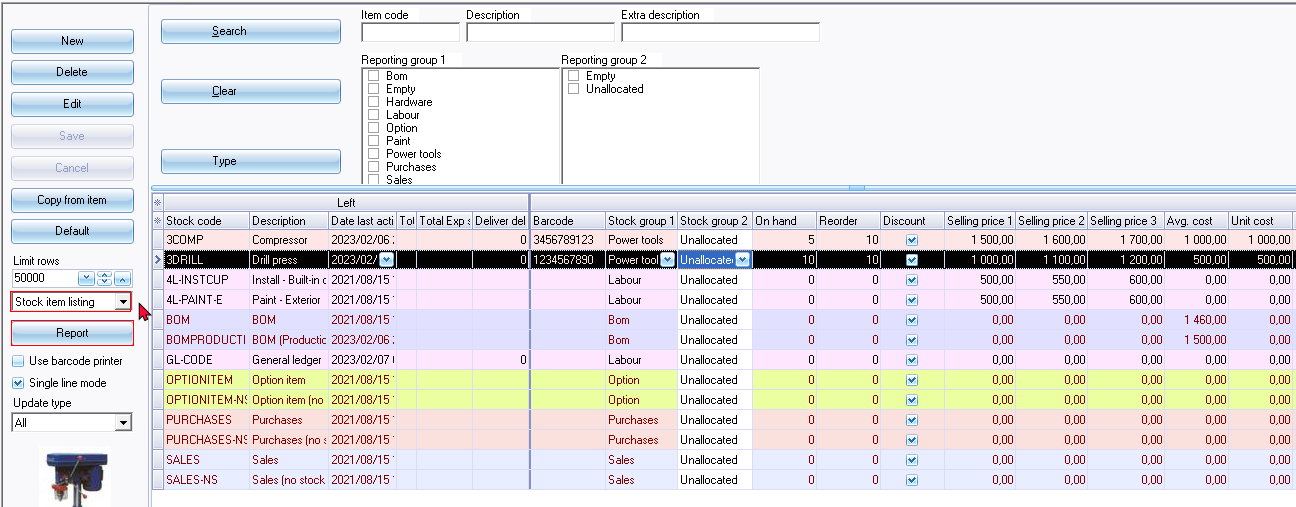 New
Delete
Edit
Save
Cancel
Copy from item
Default
Limit rows
50000
Stock item listing
Report
Use barcode printer
Single line mode
Update type
All
Search
Clear
Type
Item code Description Extra description
Reporting group 1 Reporting group 2
Bom
Empty
Hardware
Labour
Option
Paint
Power tools
Purchases
Sales
Empty
Unallocated
Left
Stock code Description Date last acti Tot Total Exp s Deliver del Barcode Stock group 1 Stock group 2 On hand Reorder Discount Selling price 1 Selling price 2 Selling price 3 Avg. cost Unit cost
3COMP Compressor 2023/02/06 0 3456789123 Power tools Unallocated 5 10 1 500,00 1 600,00 1 700,00 1 000,00 1 000,00
3DRILL Drill press 2023/02/ 0 1234567890 Power tool Unallocated 10 10 1 000,00 1 100,00 1 200,00 500,00 500,00
4L-INSTCUP Install - Built-in c 2021/08/15 Labour Unallocated 0 0 500,00 550,00 600,00 0,00 0,00
4L-PAINT-E Paint - Exterior 2021/08/15 Labour Unallocated 0 0 500,00 550,00 600,00 0,00 0,00
BOM BOM 2021/08/15 Bom Unallocated 0 0 0,00 0,00 0,00 1 460,00 0,00
BOMPRODUCTI BOM (Productio 2023/02/06 Bom Unallocated 0 0 0,00 0,00 0,00 1 500,00 0,00
GL-CODE General ledger 2023/02/07 0 Labour Unallocated 0 0 0,00 0,00 0,00 0,00 0,00
OPTIONITEM Option item 2021/08/15 Option Unallocated 0 0 0,00 0,00 0,00 0,00 0,00
OPTIONITEM-NS Option item (no 2021/08/15 Option Unallocated 0 0 0,00 0,00 0,00 0,00 0,00
PURCHASES Purchases 2021/08/15 Purchases Unallocated 0 0 0,00 0,00 0,00 0,00 0,00
PURCHASES-NS Purchases (no s 2021/08/15 Purchases Unallocated 0 0 0,00 0,00 0,00 0,00 0,00
SALES Sales 2021/08/15 Sales Unallocated 0 0 0,00 0,00 0,00 0,00 0,00
SALES-NS Sales (no stock 2021/08/15 Sales Unallocated 0 0 0,00 0,00 0,00 0,00 0,00